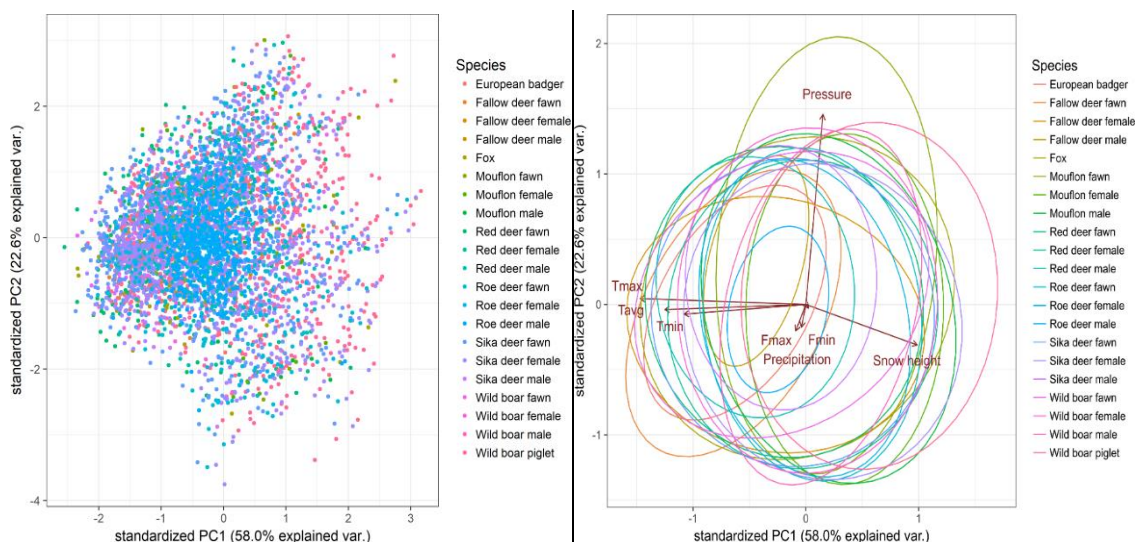 standardized PC2 (22.6% explained var.)
2
0
-2
-4
-2
-1
0
1
2
3
standardized PC1 (58.0% explained var.)
Species
European badger
Fallow deer fawn
Fallow deer female
Fallow deer male
Fox
Mouflon fawn
Mouflon female
Mouflon male
Red deer fawn
Red deer female
Red deer male
Roe deer fawn
Roe deer female
Roe deer male
Sika deer fawn
Sika deer female
Sika deer male
Wild boar fawn
Wild boar female
Wild boar male
Wild boar piglet
standardized PC2 (22.6% explained var.)
2
1
0
-1
Pressure
Tmax
Tavg
Tmin
Fmax
Fmin
Precipitation
Snow height
-1
0
1
standardized PC1 (58.0% explained var.)
Species
European badger
Fallow deer fawn
Fallow deer female
Fallow deer male
Fox
Mouflon fawn
Mouflon female
Mouflon male
Red deer fawn
Red deer female
Red deer male
Roe deer fawn
Roe deer female
Roe deer male
Sika deer fawn
Sika deer female
Sika deer male
Wild boar fawn
Wild boar female
Wild boar male
Wild boar piglet